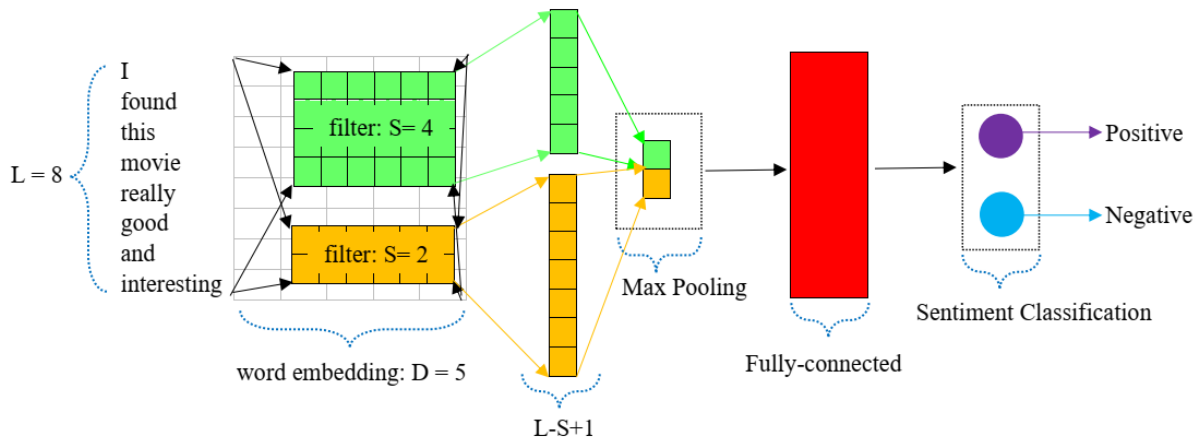 L = 8
I
found
this
movie
really
good
and
interesting
filter: S= 4
filter: S= 2
word embedding: D = 5
L-S+1
Max Pooling
Fully-connected
Positive
Negative
Sentiment Classification